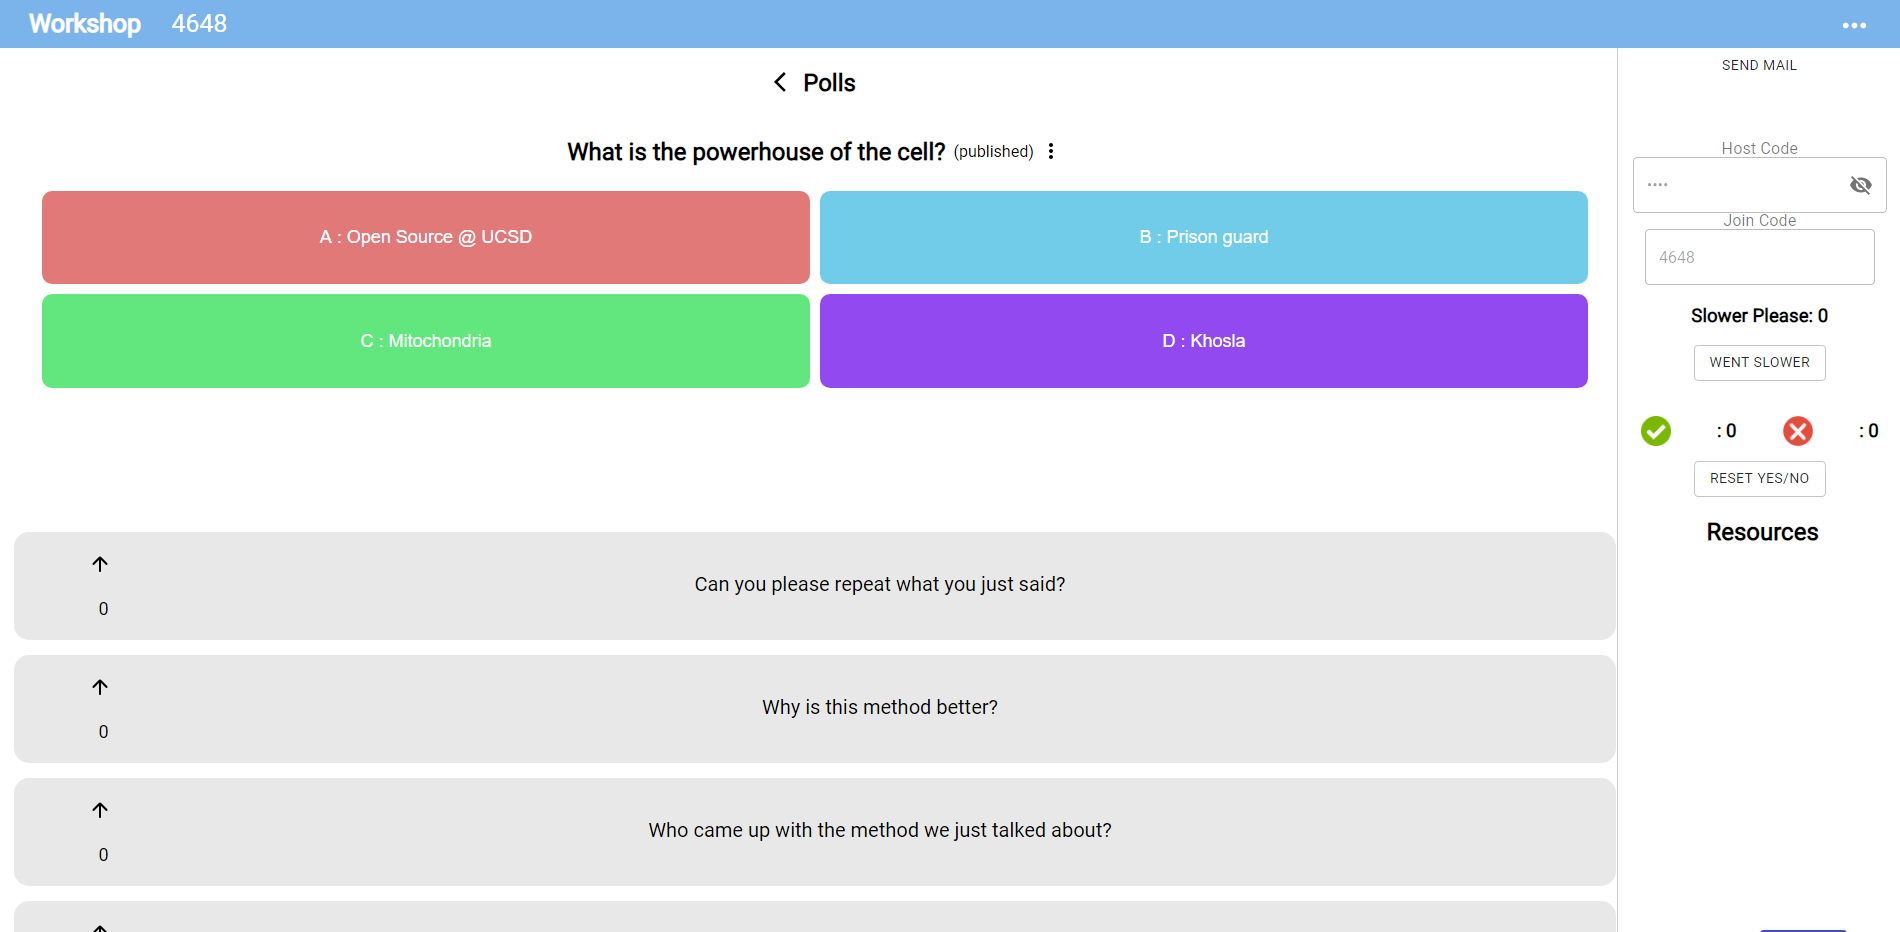 Workshop 4648
Polls
What is the powerhouse of the cell? (published)
A : Open Source @ UCSD
B : Prison guard
C : Mitochondria
D : Khosla
Can you please repeat what you just said?
0
Why is this method better?
0
Who came up with the method we just talked about?
0
SEND MAIL
Host Code
••••
Join Code
4648
Slower Please: 0
WENT SLOWER
: 0
: 0
RESET YES/NO
Resources